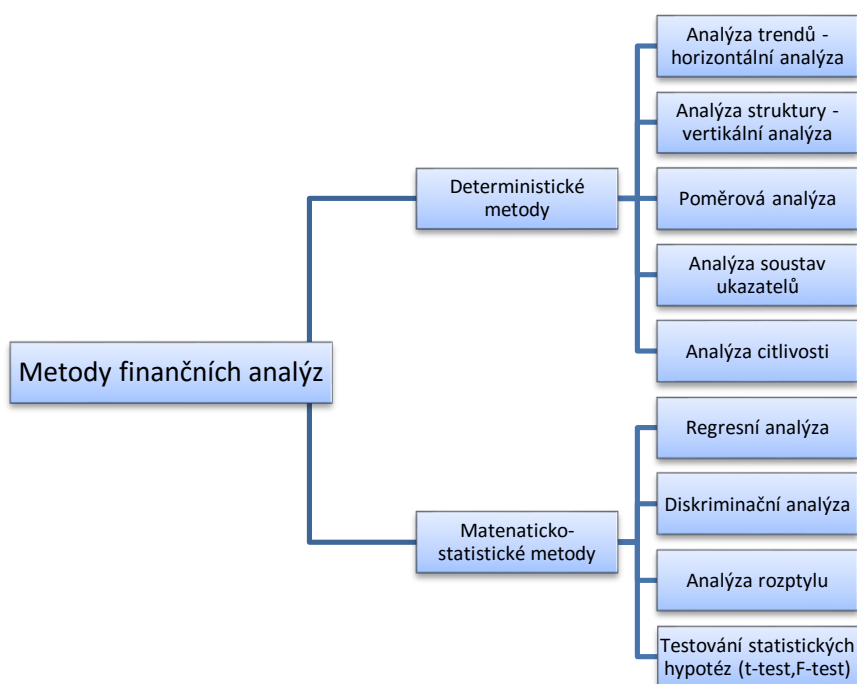 Metody finančních analýz
Deterministické
metody
Analýza trendů -
horizontální analýza
Analýza struktury -
vertikální analýza
Poměrová analýza
Analýza soustav
ukazatelů
Analýza citlivosti
Matenaticko-
statistické metody
Regresní analýza
Diskriminační analýza
Analýza rozptylu
Testování statistických
hypotéz (t-test,F-test)